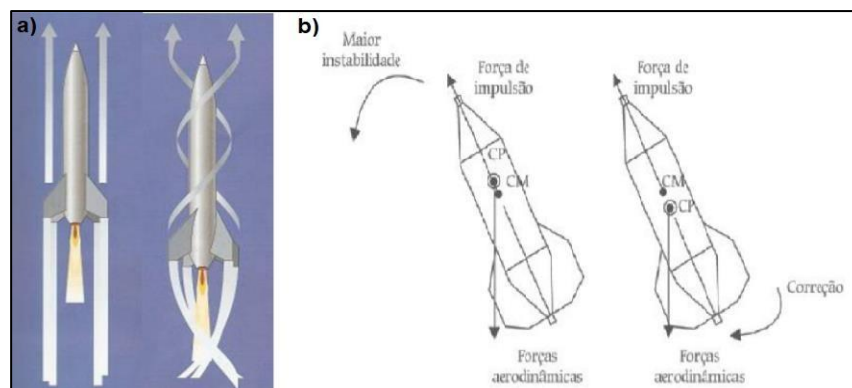 a)
b)
Maior
instabilidade
Força de
impulsão
CP
CM
Forças
aerodinâmicas
Força de
impulsão
CM
CP
Correção
Forças
aerodinâmicas